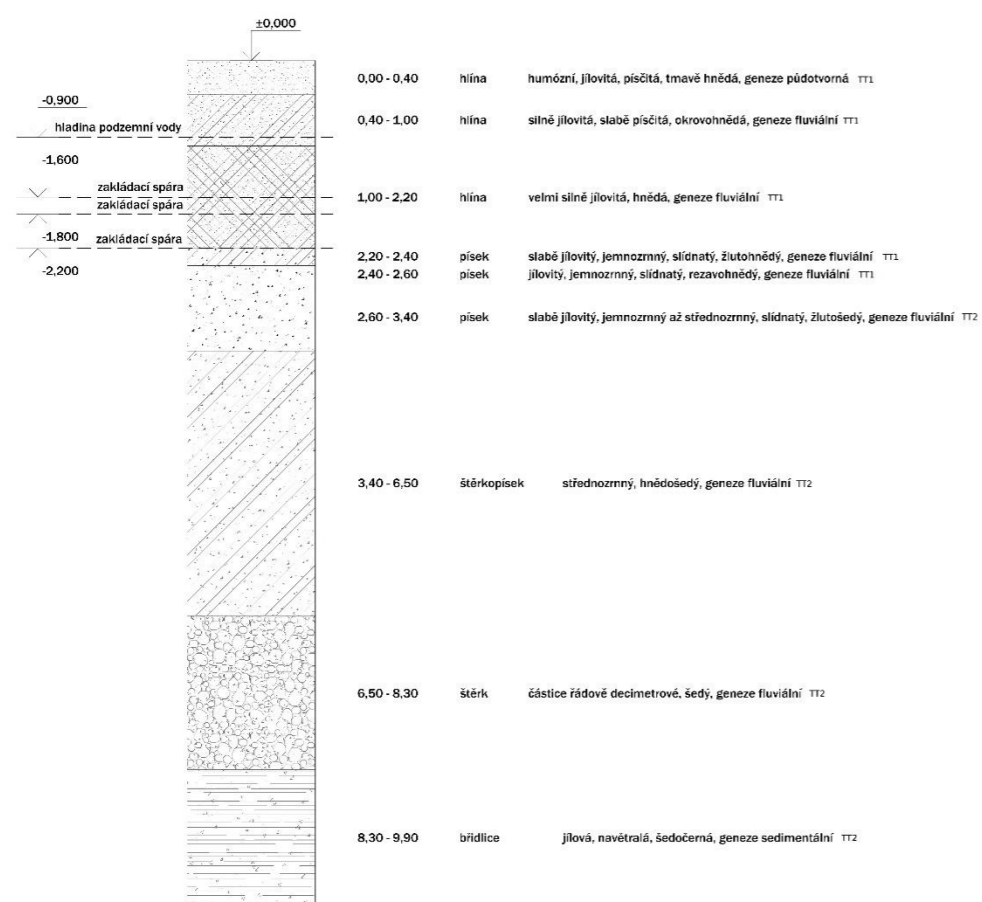 ±0,000
0,00 - 0,40 hlína humózní, jílovitá, písčitá, tmavě hnědá, geneze půdotvorná TT1
-0,900
0,40 - 1,00 hlína silně jílovitá, slabě písčitá, okrovohnědá, geneze fluviální TT1
hladina podzemní vody
-1,600
zakládací spára
1,00 - 2,20 hlína velmi silně jílovitá, hnědá, geneze fluviální TT1
zakládací spára
-1,800 zakládací spára
2,20 - 2,40 písek slabě jílovitý, jemnozrnný, slídnatý, žlutohnědý, geneze fluviální TT1
-2,200
2,40 - 2,60 písek jílovitý, jemnozrnný, slídnatý, rezavohnědý, geneze fluviální TT1
2,60 - 3,40 písek slabě jílovitý, jemnozrnný až střednozrnný, slídnatý, žlutošedý, geneze fluviální TT2
3,40 - 6,50 štěrkopísek střednozrnný, hnědošedý, geneze fluviální TT2
6,50 - 8,30 štěrk částice řádově decimetrové, šedý, geneze fluviální TT2
8,30 - 9,90 břidlice jílová, navětralá, šedočerná, geneze sedimentální TT2